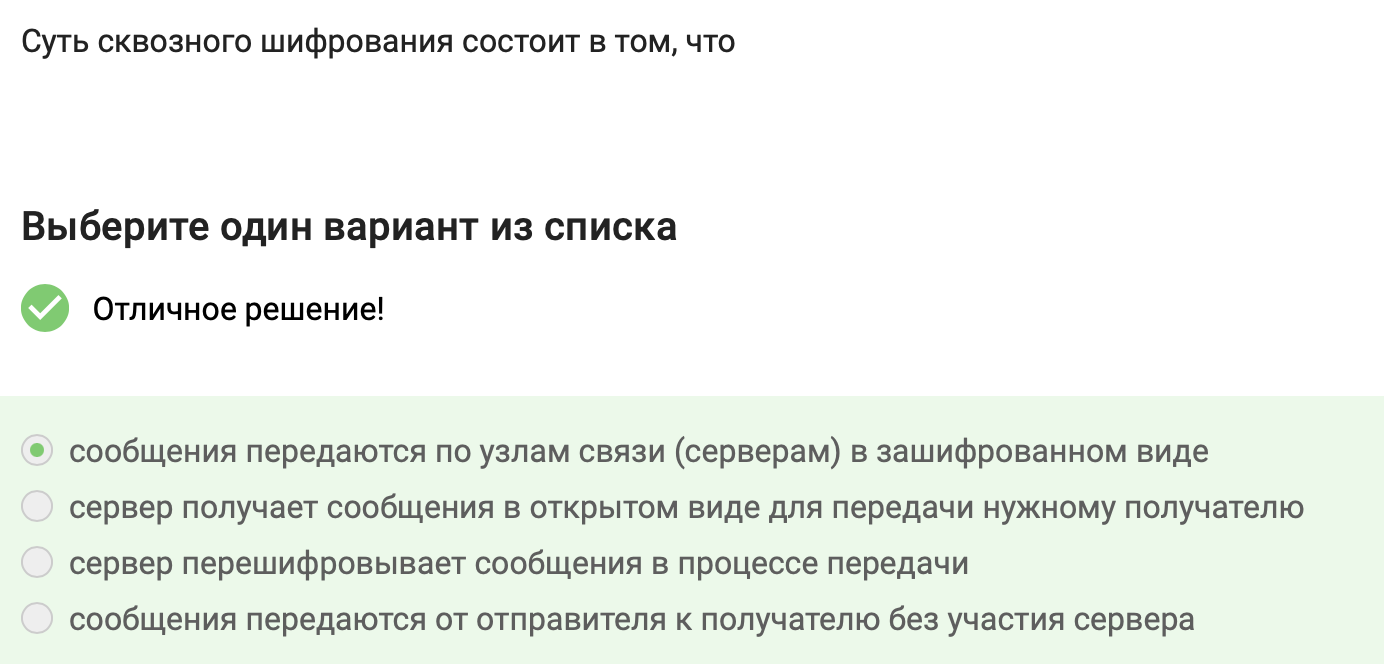 Суть сквозного шифрования состоит в том, что
Выберите один вариант из списка
Отличное решение!
сообщения передаются по узлам связи (серверам) в зашифрованном виде
сервер получает сообщения в открытом виде для передачи нужному получателю
сервер перешифровывает сообщения в процессе передачи
сообщения передаются от отправителя к получателю без участия сервера